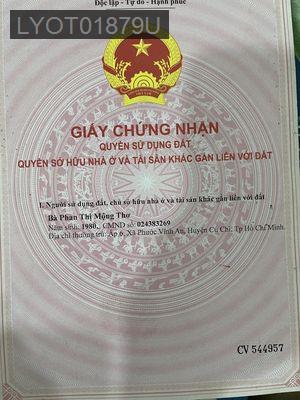 Độc lập - Tự do - Hạnh phúc
LYOT01879U
GIẤY CHỨNG NHẬN
QUYỀN SỬ DỤNG ĐẤT
QUYỀN SỞ HỮU NHÀ Ở VÀ TÀI SẢN KHÁC GẮN LIỀN VỚI ĐẤT
I. Người sử dụng đất, chủ sở hữu nhà ở và tài sản khác gắn liền với đất
Bà Phan Thị Mộng Thơ
Năm sinh: 1980, CMND số: 024383269
Địa chỉ thường trú: Ấp 6, Xã Phước Vĩnh An, Huyện Củ Chi, Tp Hồ Chí Minh.
CV 544957